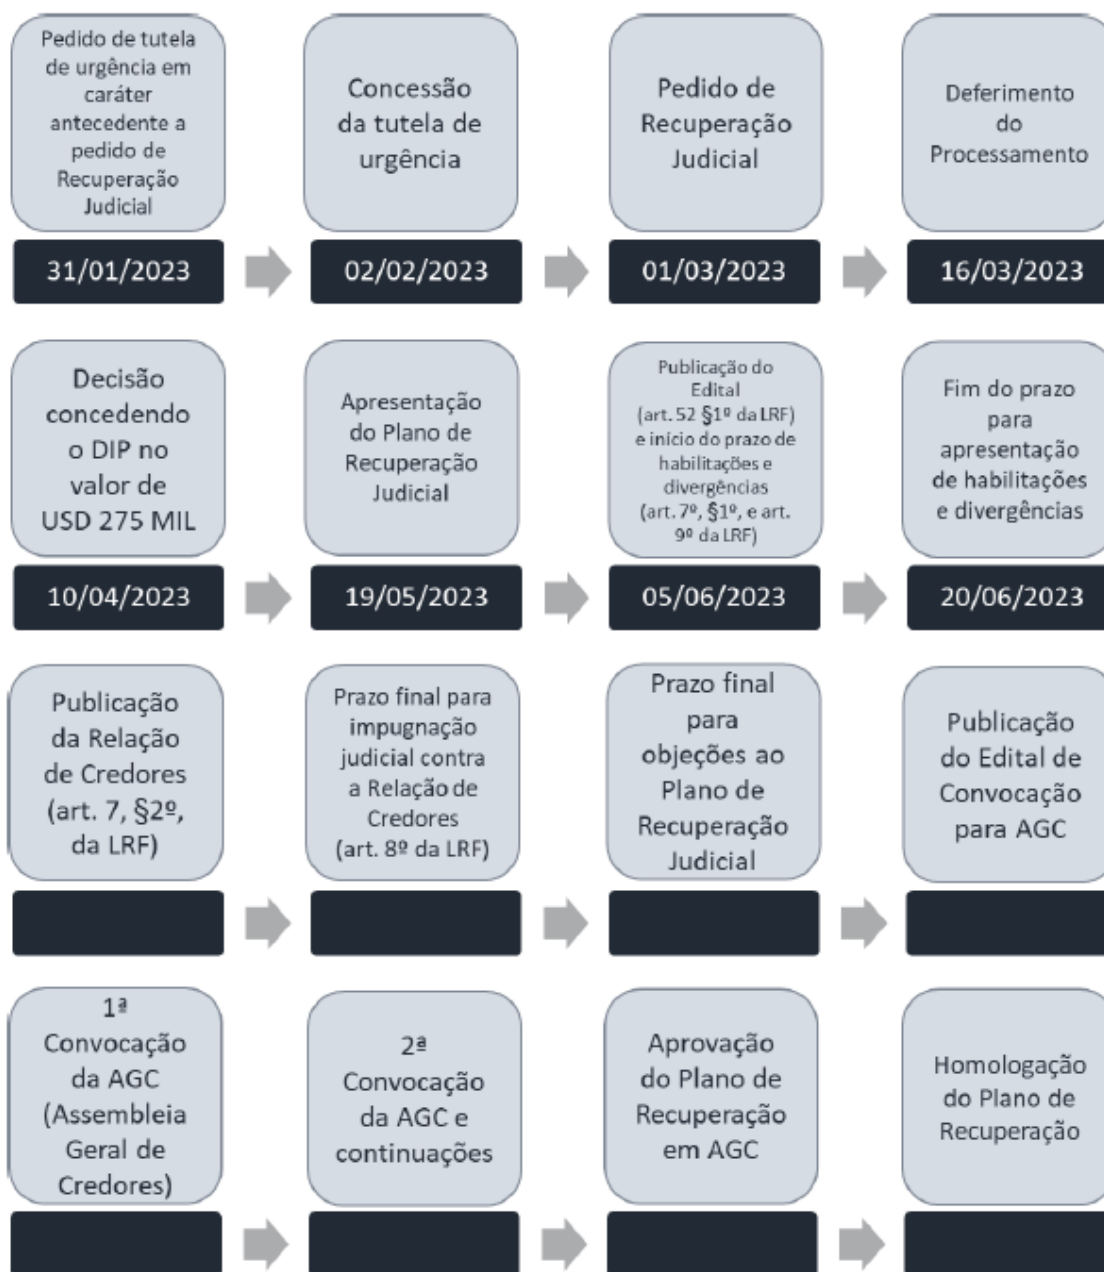 Pedido de tutela
de urgência em
caráter
antecedente a
pedido de
Recuperação
Judicial
31/01/2023
Concessão
da tutela de
urgência
02/02/2023
Pedido de
Recuperação
Judicial
01/03/2023
Deferimento
do
Processamento
16/03/2023
Decisão
concedendo
o DIP no
valor de
USD 275 MIL
10/04/2023
Apresentação
do Plano de
Recuperação
Judicial
19/05/2023
Publicação do
Edital
(art. 52 §1º da LRF)
e início do prazo de
habilitações e
divergências
(art. 7º, §1º, e art.
9º da LRF)
05/06/2023
Fim do prazo
para
apresentação
de habilitações
e divergências
20/06/2023
Publicação
da Relação
de Credores
(art. 7, §2º,
da LRF)
Prazo final para
impugnação
judicial contra
a Relação de
Credores
(art. 8º da LRF)
Prazo final
para
objeções ao
Plano de
Recuperação
Judicial
Publicação
do Edital de
Convocação
para AGC
1ª
Convocação
da AGC
(Assembleia
Geral de
Credores)
2ª
Convocação
da AGC e
continuações
Aprovação
do Plano de
Recuperação
em AGC
Homologação
do Plano de
Recuperação